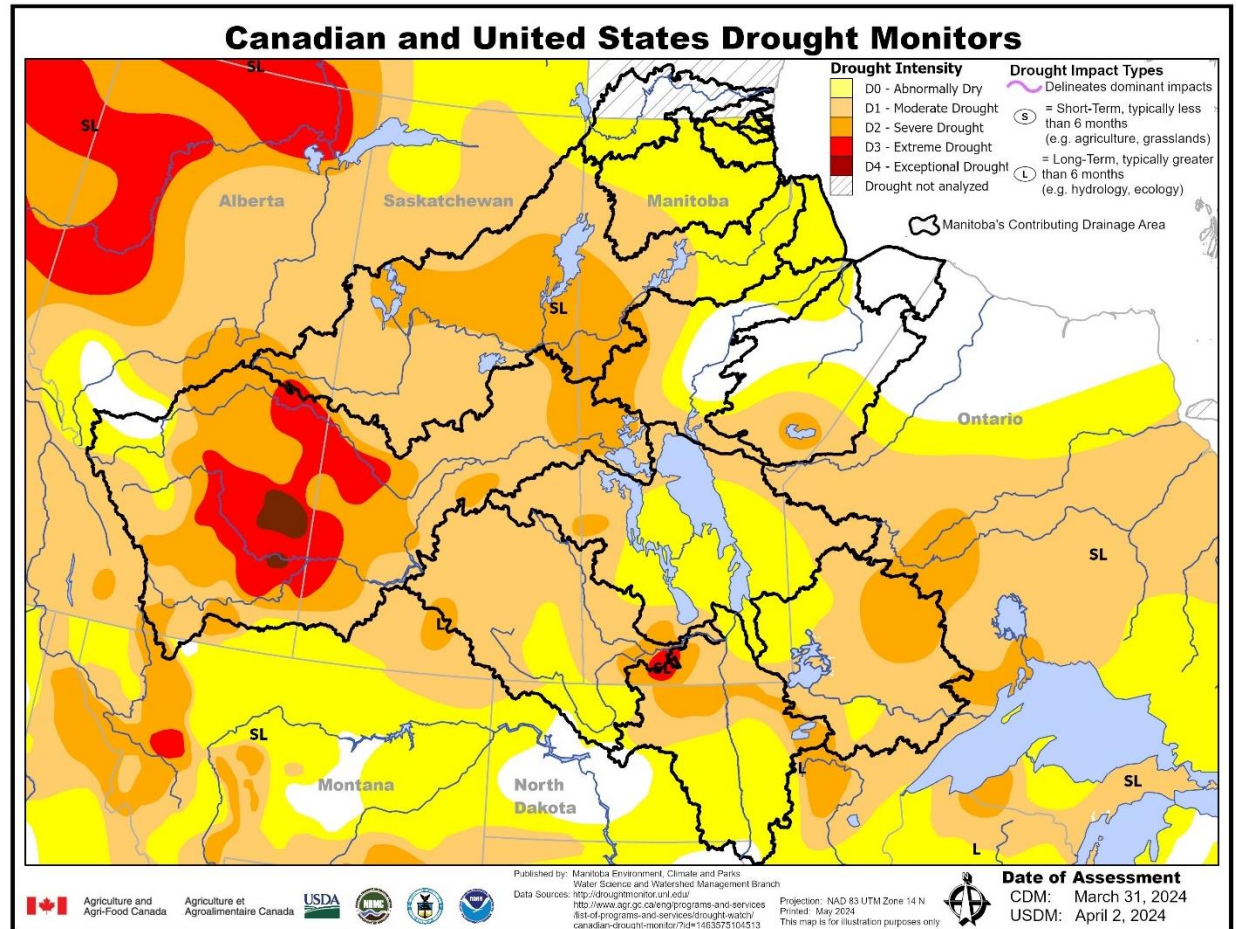 Canadian and United States Drought Monitors
Drought Intensity
D0 - Abnormally Dry
D1 - Moderate Drought
D2 - Severe Drought
D3 - Extreme Drought
D4 - Exceptional Drought
Drought not analyzed
Drought Impact Types
Delineates dominant impacts
S
= Short-Term, typically less
than 6 months
(e.g. agriculture, grasslands)
L
= Long-Term, typically greater
than 6 months
(e.g. hydrology, ecology)
Manitoba's Contributing Drainage Area
SL
SL
Alberta
Saskatchewan
Manitoba
SL
Ontario
SL
L
SL
SL
Montana
North
Dakota
SL
SL
L
Agriculture and
Agri-Food Canada
Agriculture et
Agroalimentaire Canada
USDA
NDMC
Published by: Manitoba Environment, Climate and Parks
Water Science and Watershed Management Branch
Data Sources: http://droughtmonitor.unl.edu/
http://www.agr.gc.ca/eng/programs-and-services
/list-of-programs-and-services/drought-watch/
canadian-drought-monitor/?id=1463575104513
Projection: NAD 83 UTM Zone 14 N
Printed: May 2024
This map is for illustration purposes only
Date of Assessment
CDM: March 31, 2024
USDM: April 2, 2024